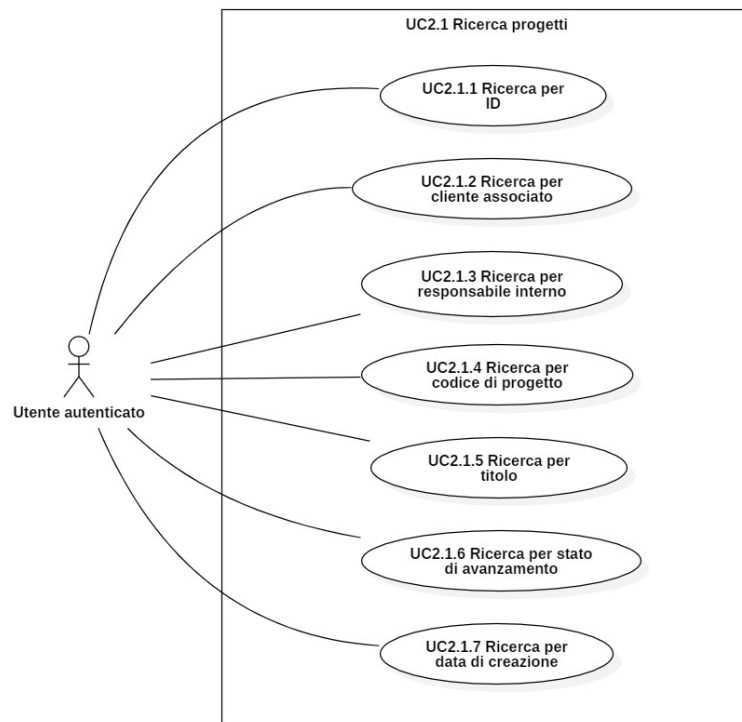 UC2.1 Ricerca progetti
UC2.1.1 Ricerca per
ID
UC2.1.2 Ricerca per
cliente associato
UC2.1.3 Ricerca per
responsabile interno
UC2.1.4 Ricerca per
codice di progetto
Utente autenticato
UC2.1.5 Ricerca per
titolo
UC2.1.6 Ricerca per stato
di avanzamento
UC2.1.7 Ricerca per
data di creazione